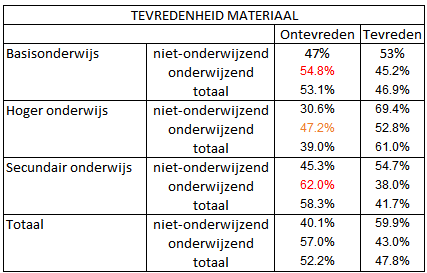 TEVREDENHEID MATERIAAL
Ontevreden Tevreden
Basisonderwijs niet-onderwijzend 47% 53%
onderwijzend 54.8% 45.2%
totaal 53.1% 46.9%
Hoger onderwijs niet-onderwijzend 30.6% 69.4%
onderwijzend 47.2% 52.8%
totaal 39.0% 61.0%
Secundair onderwijs niet-onderwijzend 45.3% 54.7%
onderwijzend 62.0% 38.0%
totaal 58.3% 41.7%
Totaal niet-onderwijzend 40.1% 59.9%
onderwijzend 57.0% 43.0%
totaal 52.2% 47.8%